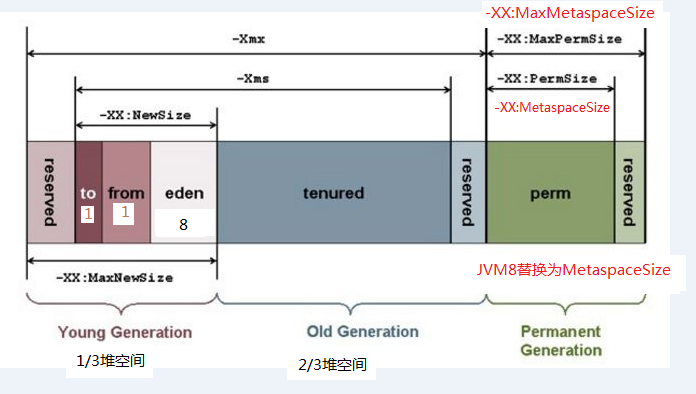 -XX:MaxMetaspaceSize
-Xmx
-XX:MaxPermSize
-Xms
-XX:PermSize
-XX:NewSize
-XX:MetaspaceSize
reserved
to
from
eden
tenured
reserved
perm
reserved
1
1
8
-XX:MaxNewSize
JVM8替换为MetaspaceSize
Young Generation
Old Generation
Permanent
Generation
1/3堆空间
2/3堆空间